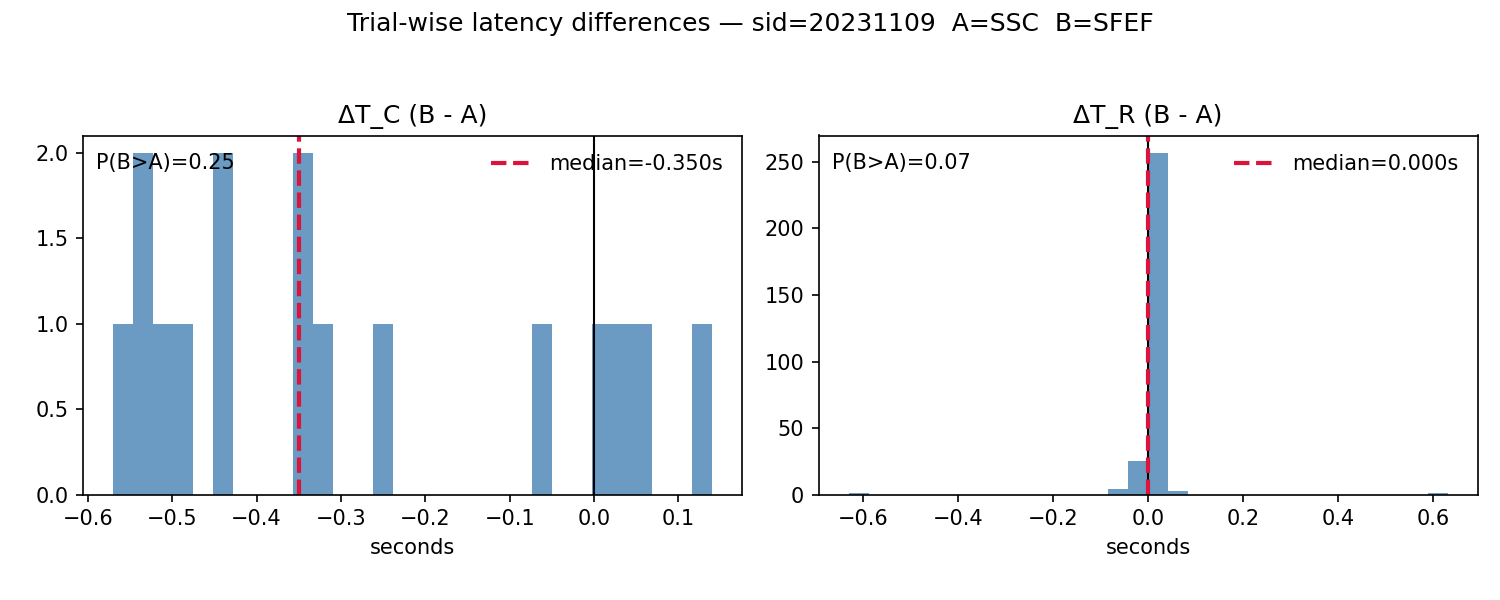 Trial-wise latency differences — sid=20231109  A=SSC  B=SFEF
ΔT_C (B - A)
P(B>A)=0.25
median=-0.350s
2.0
1.5
1.0
0.5
0.0
−0.6 −0.5 −0.4 −0.3 −0.2 −0.1 0.0 0.1
seconds
ΔT_R (B - A)
P(B>A)=0.07
median=0.000s
250
200
150
100
50
0
−0.6 −0.4 −0.2 0.0 0.2 0.4 0.6
seconds